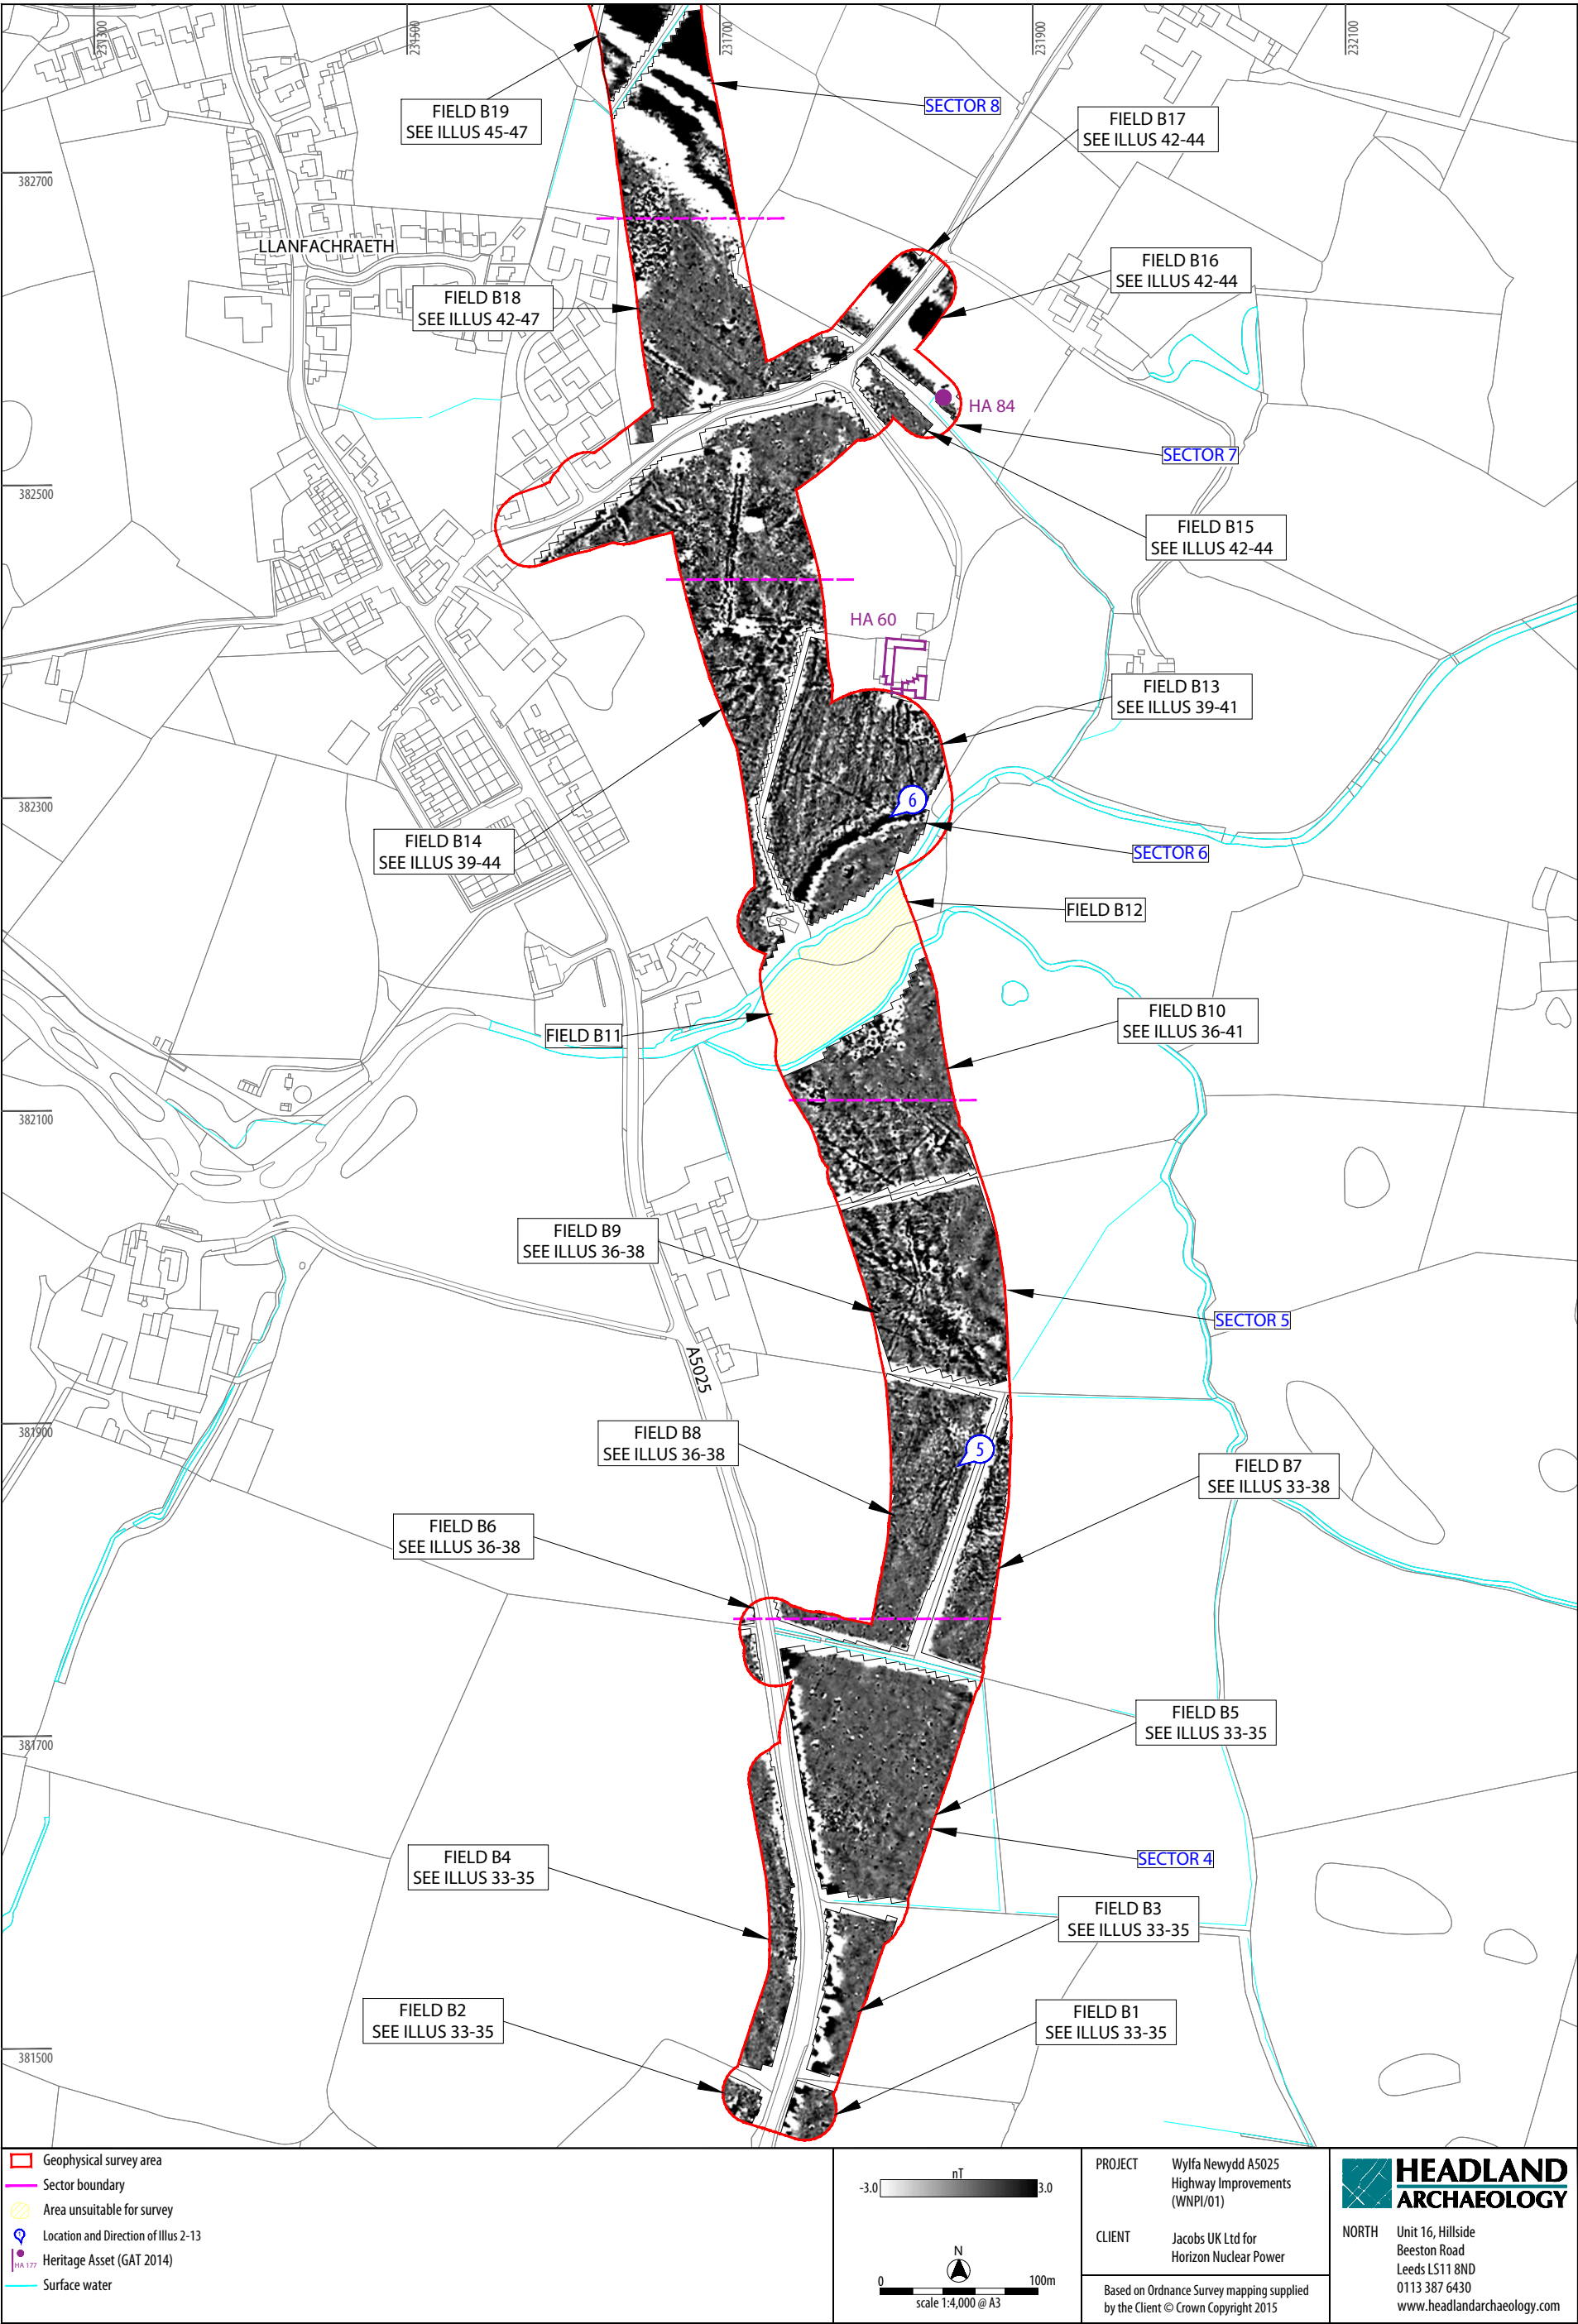 231300
231500
231700
231900
232100
FIELD B19
SEE ILLUS 45-47
SECTOR 8
FIELD B17
SEE ILLUS 42-44
382700
LLANFACHRAETH
FIELD B16
SEE ILLUS 42-44
FIELD B18
SEE ILLUS 42-47
HA 84
SECTOR 7
382500
FIELD B15
SEE ILLUS 42-44
HA 60
FIELD B13
SEE ILLUS 39-41
382300
6
FIELD B14
SEE ILLUS 39-44
SECTOR 6
FIELD B12
FIELD B10
SEE ILLUS 36-41
FIELD B11
382100
FIELD B9
SEE ILLUS 36-38
SECTOR 5
A5025
381900
FIELD B8
SEE ILLUS 36-38
5
FIELD B7
SEE ILLUS 33-38
FIELD B6
SEE ILLUS 36-38
FIELD B5
SEE ILLUS 33-35
381700
SECTOR 4
FIELD B4
SEE ILLUS 33-35
FIELD B3
SEE ILLUS 33-35
FIELD B2
SEE ILLUS 33-35
FIELD B1
SEE ILLUS 33-35
381500
Geophysical survey area
Sector boundary
Area unsuitable for survey
Location and Direction of Illus 2-13
HA 177 Heritage Asset (GAT 2014)
Surface water
nT
-3.0 3.0
N
0 100m
scale 1:4,000 @ A3
PROJECT Wylfa Newydd A5025
Highway Improvements
(WNPI/01)
CLIENT Jacobs UK Ltd for
Horizon Nuclear Power
Based on Ordnance Survey mapping supplied
by the Client © Crown Copyright 2015
HEADLAND
ARCHAEOLOGY
NORTH Unit 16, Hillside
Beeston Road
Leeds LS11 8ND
0113 387 6430
www.headlandarchaeology.com